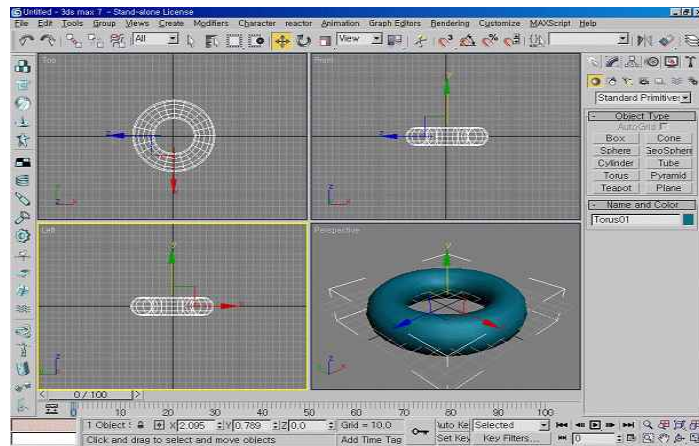 Untitled - 3ds max 7 - Stand-alone License
File Edit Tools Group Views Create Modifiers Character reactor Animation Graph Editors Rendering Customize MAXScript Help
All
View
Top
Front
Left
Perspective
Standard Primitives
- Object Type
AutoGrid
Box Cone
Sphere GeoSphere
Cylinder Tube
Torus Pyramid
Teapot Plane
- Name and Color
Torus01
0 / 100
0 10 20 30 40 50 60 70 80 90 100
1 Object X 2.095 Y 0.789 Z 0.0 Grid = 10.0 Auto Key Selected
Click and drag to select and move objects Add Time Tag Set Key Key Filters... 0